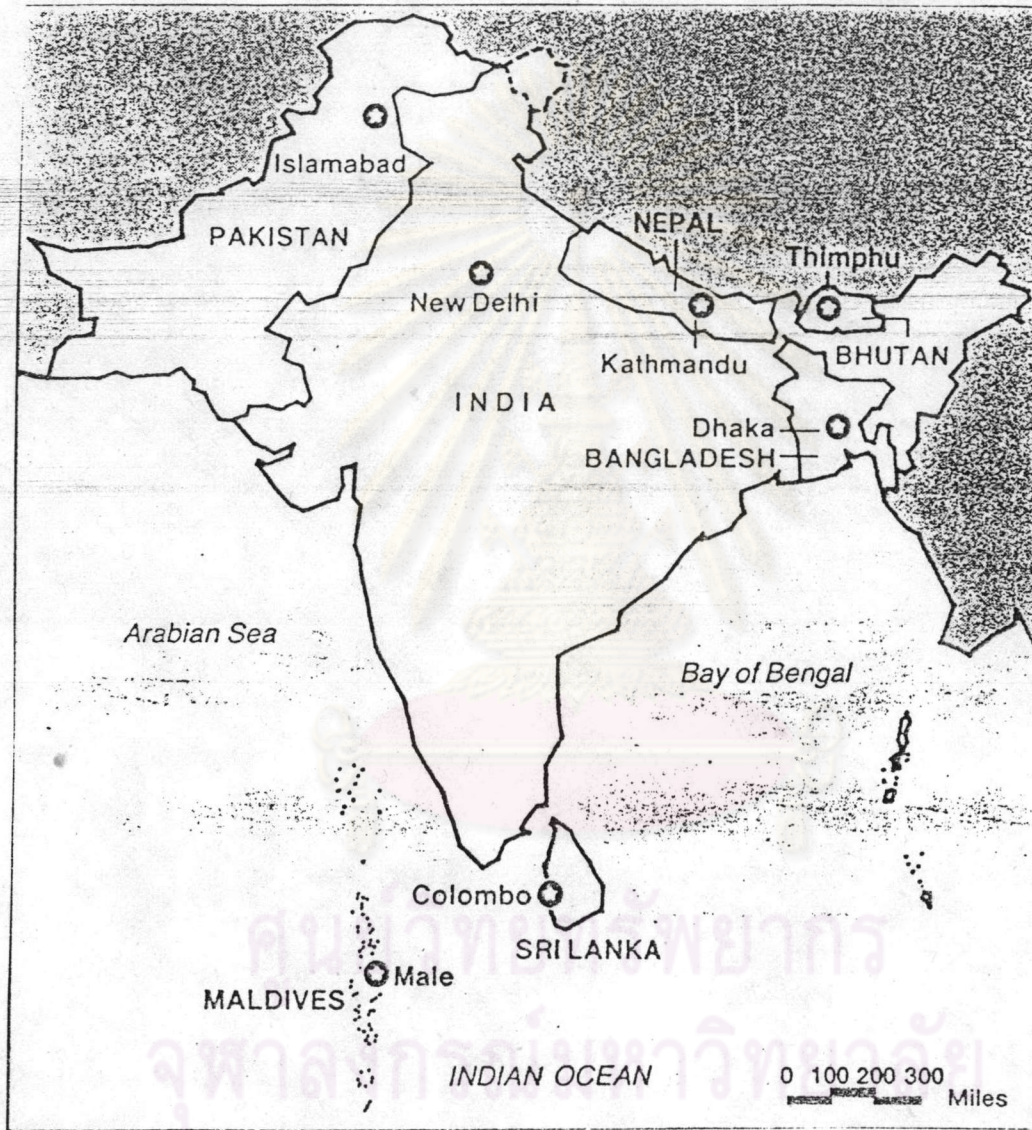 Islamabad
PAKISTAN
NEPAL
Thimphu
New Delhi
Kathmandu
BHUTAN
INDIA
Dhaka
BANGLADESH
Arabian Sea
Bay of Bengal
Colombo
SRI LANKA
Male
MALDIVES
INDIAN OCEAN
0 100 200 300
Miles
ศูนย์วิทยทรัพยากร
จุฬาลงกรณ์มหาวิทยาลัย